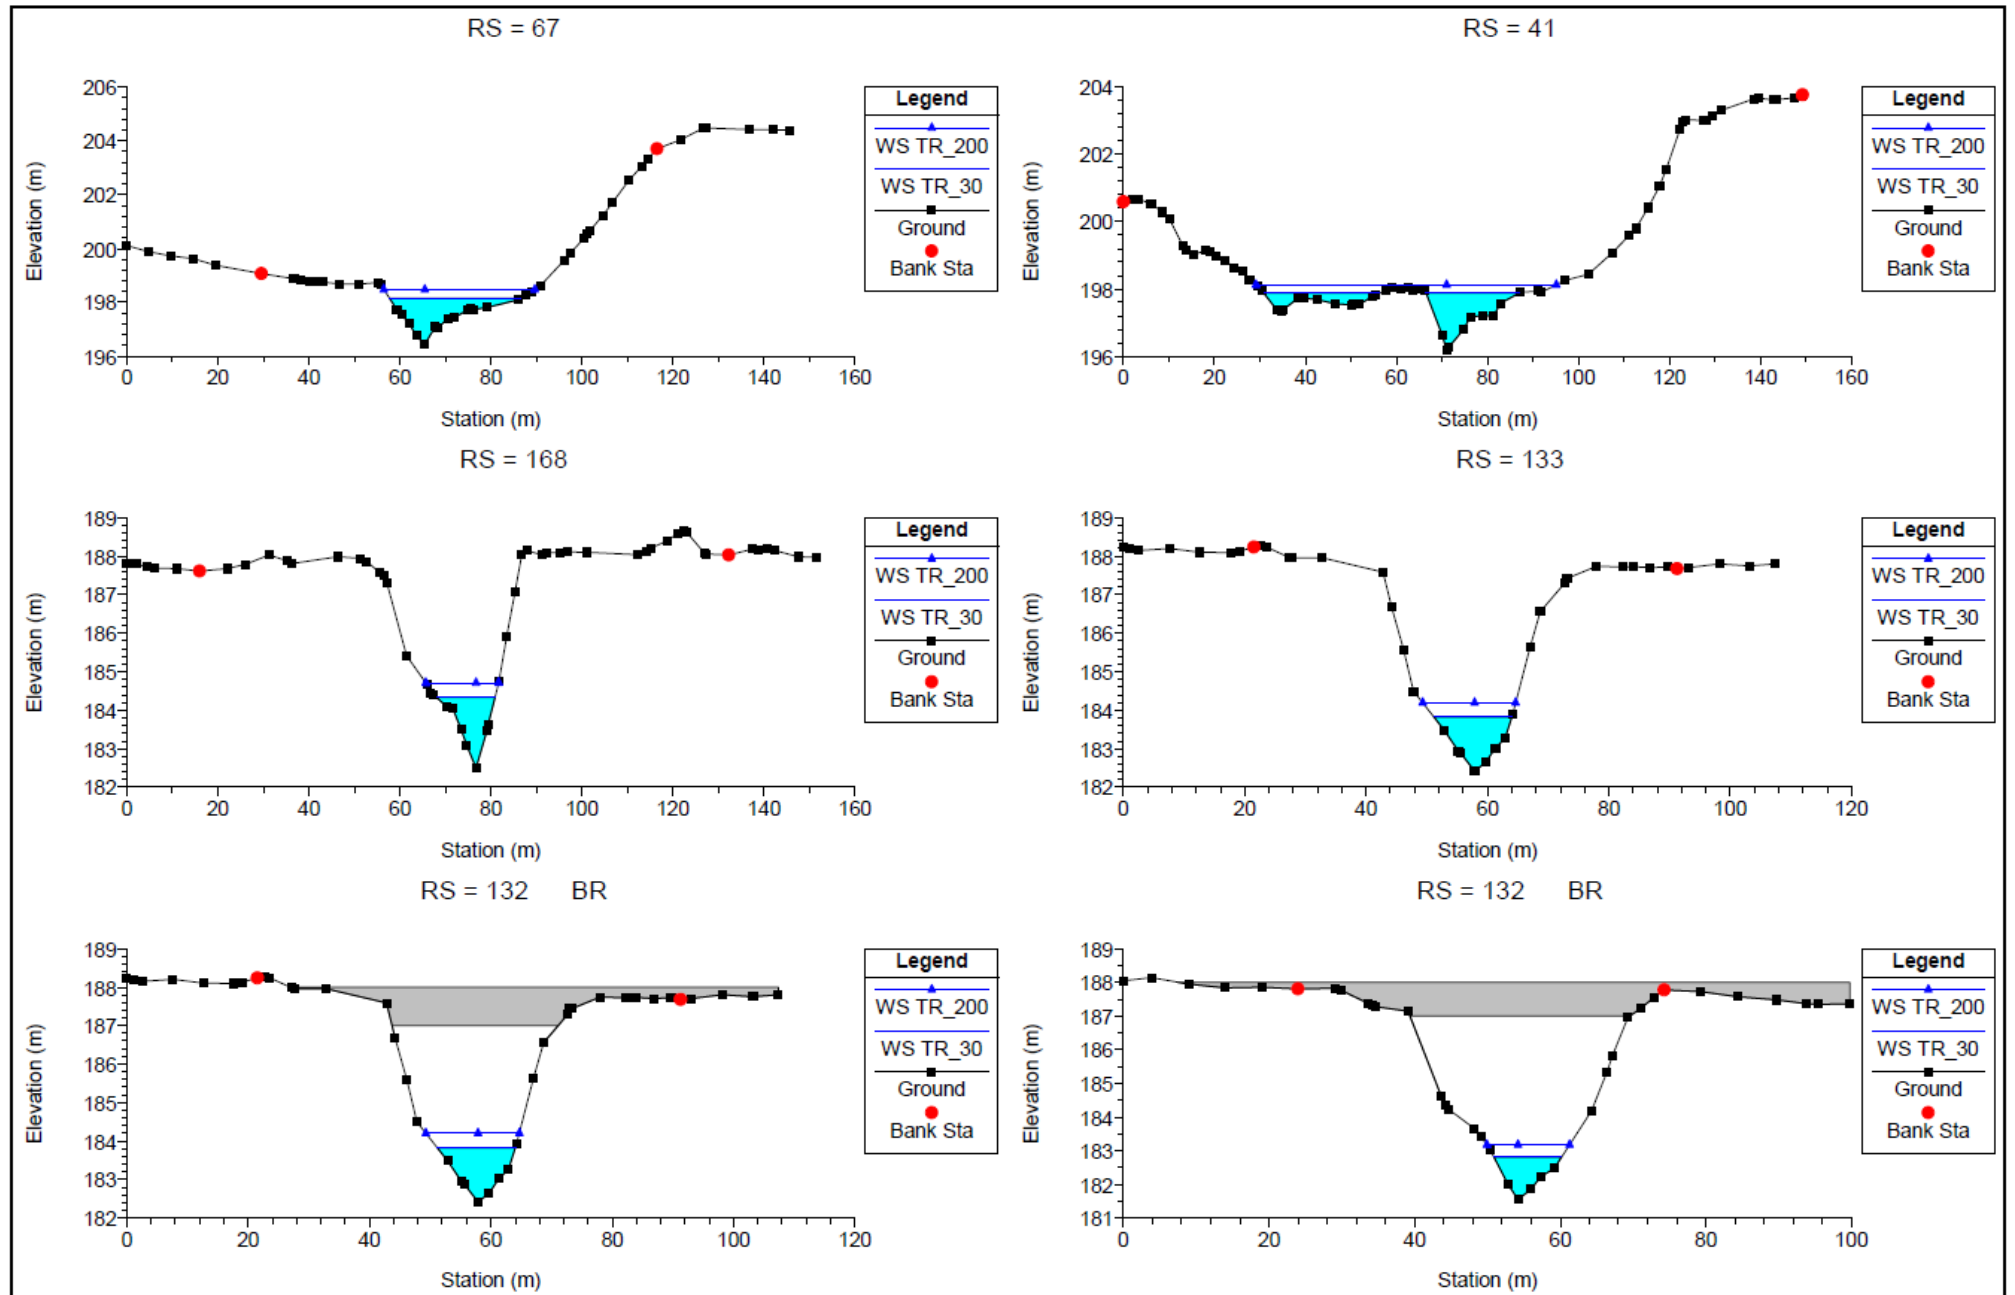 RS = 67
206
204
202
200
198
196
0 20 40 60 80 100 120 140 160
Elevation (m)
Station (m)
Legend
WS TR_200
WS TR_30
Ground
Bank Sta
RS = 41
204
202
200
198
196
0 20 40 60 80 100 120 140 160
Elevation (m)
Station (m)
Legend
WS TR_200
WS TR_30
Ground
Bank Sta
RS = 168
189
188
187
186
185
184
183
182
0 20 40 60 80 100 120 140 160
Elevation (m)
Station (m)
Legend
WS TR_200
WS TR_30
Ground
Bank Sta
RS = 133
189
188
187
186
185
184
183
182
0 20 40 60 80 100 120
Elevation (m)
Station (m)
Legend
WS TR_200
WS TR_30
Ground
Bank Sta
RS = 132 BR
189
188
187
186
185
184
183
182
0 20 40 60 80 100 120
Elevation (m)
Station (m)
Legend
WS TR_200
WS TR_30
Ground
Bank Sta
RS = 132 BR
189
188
187
186
185
184
183
182
181
0 20 40 60 80 100
Elevation (m)
Station (m)
Legend
WS TR_200
WS TR_30
Ground
Bank Sta